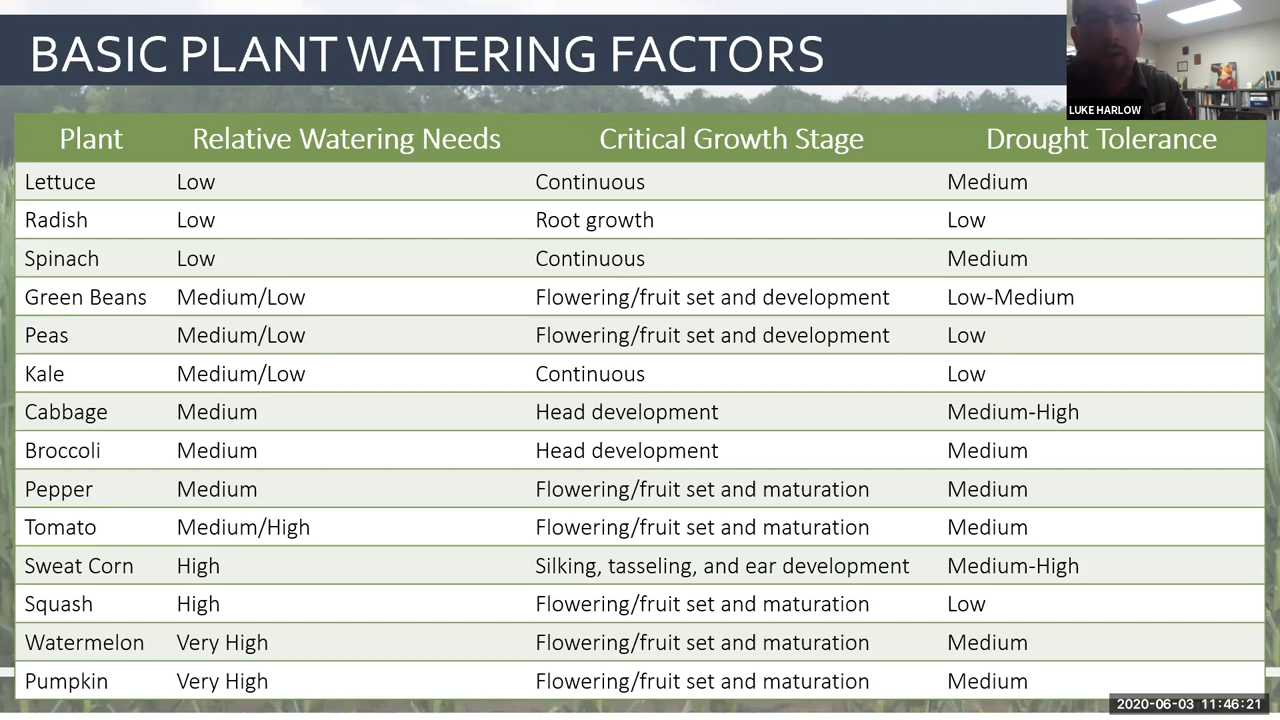 BASIC PLANT WATERING FACTORS
LUKE HARLOW
Plant Relative Watering Needs Critical Growth Stage Drought Tolerance
Lettuce Low Continuous Medium
Radish Low Root growth Low
Spinach Low Continuous Medium
Green Beans Medium/Low Flowering/fruit set and development Low-Medium
Peas Medium/Low Flowering/fruit set and development Low
Kale Medium/Low Continuous Low
Cabbage Medium Head development Medium-High
Broccoli Medium Head development Medium
Pepper Medium Flowering/fruit set and maturation Medium
Tomato Medium/High Flowering/fruit set and maturation Medium
Sweat Corn High Silking, tasseling, and ear development Medium-High
Squash High Flowering/fruit set and maturation Low
Watermelon Very High Flowering/fruit set and maturation Medium
Pumpkin Very High Flowering/fruit set and maturation Medium
2020-06-03 11:46:21